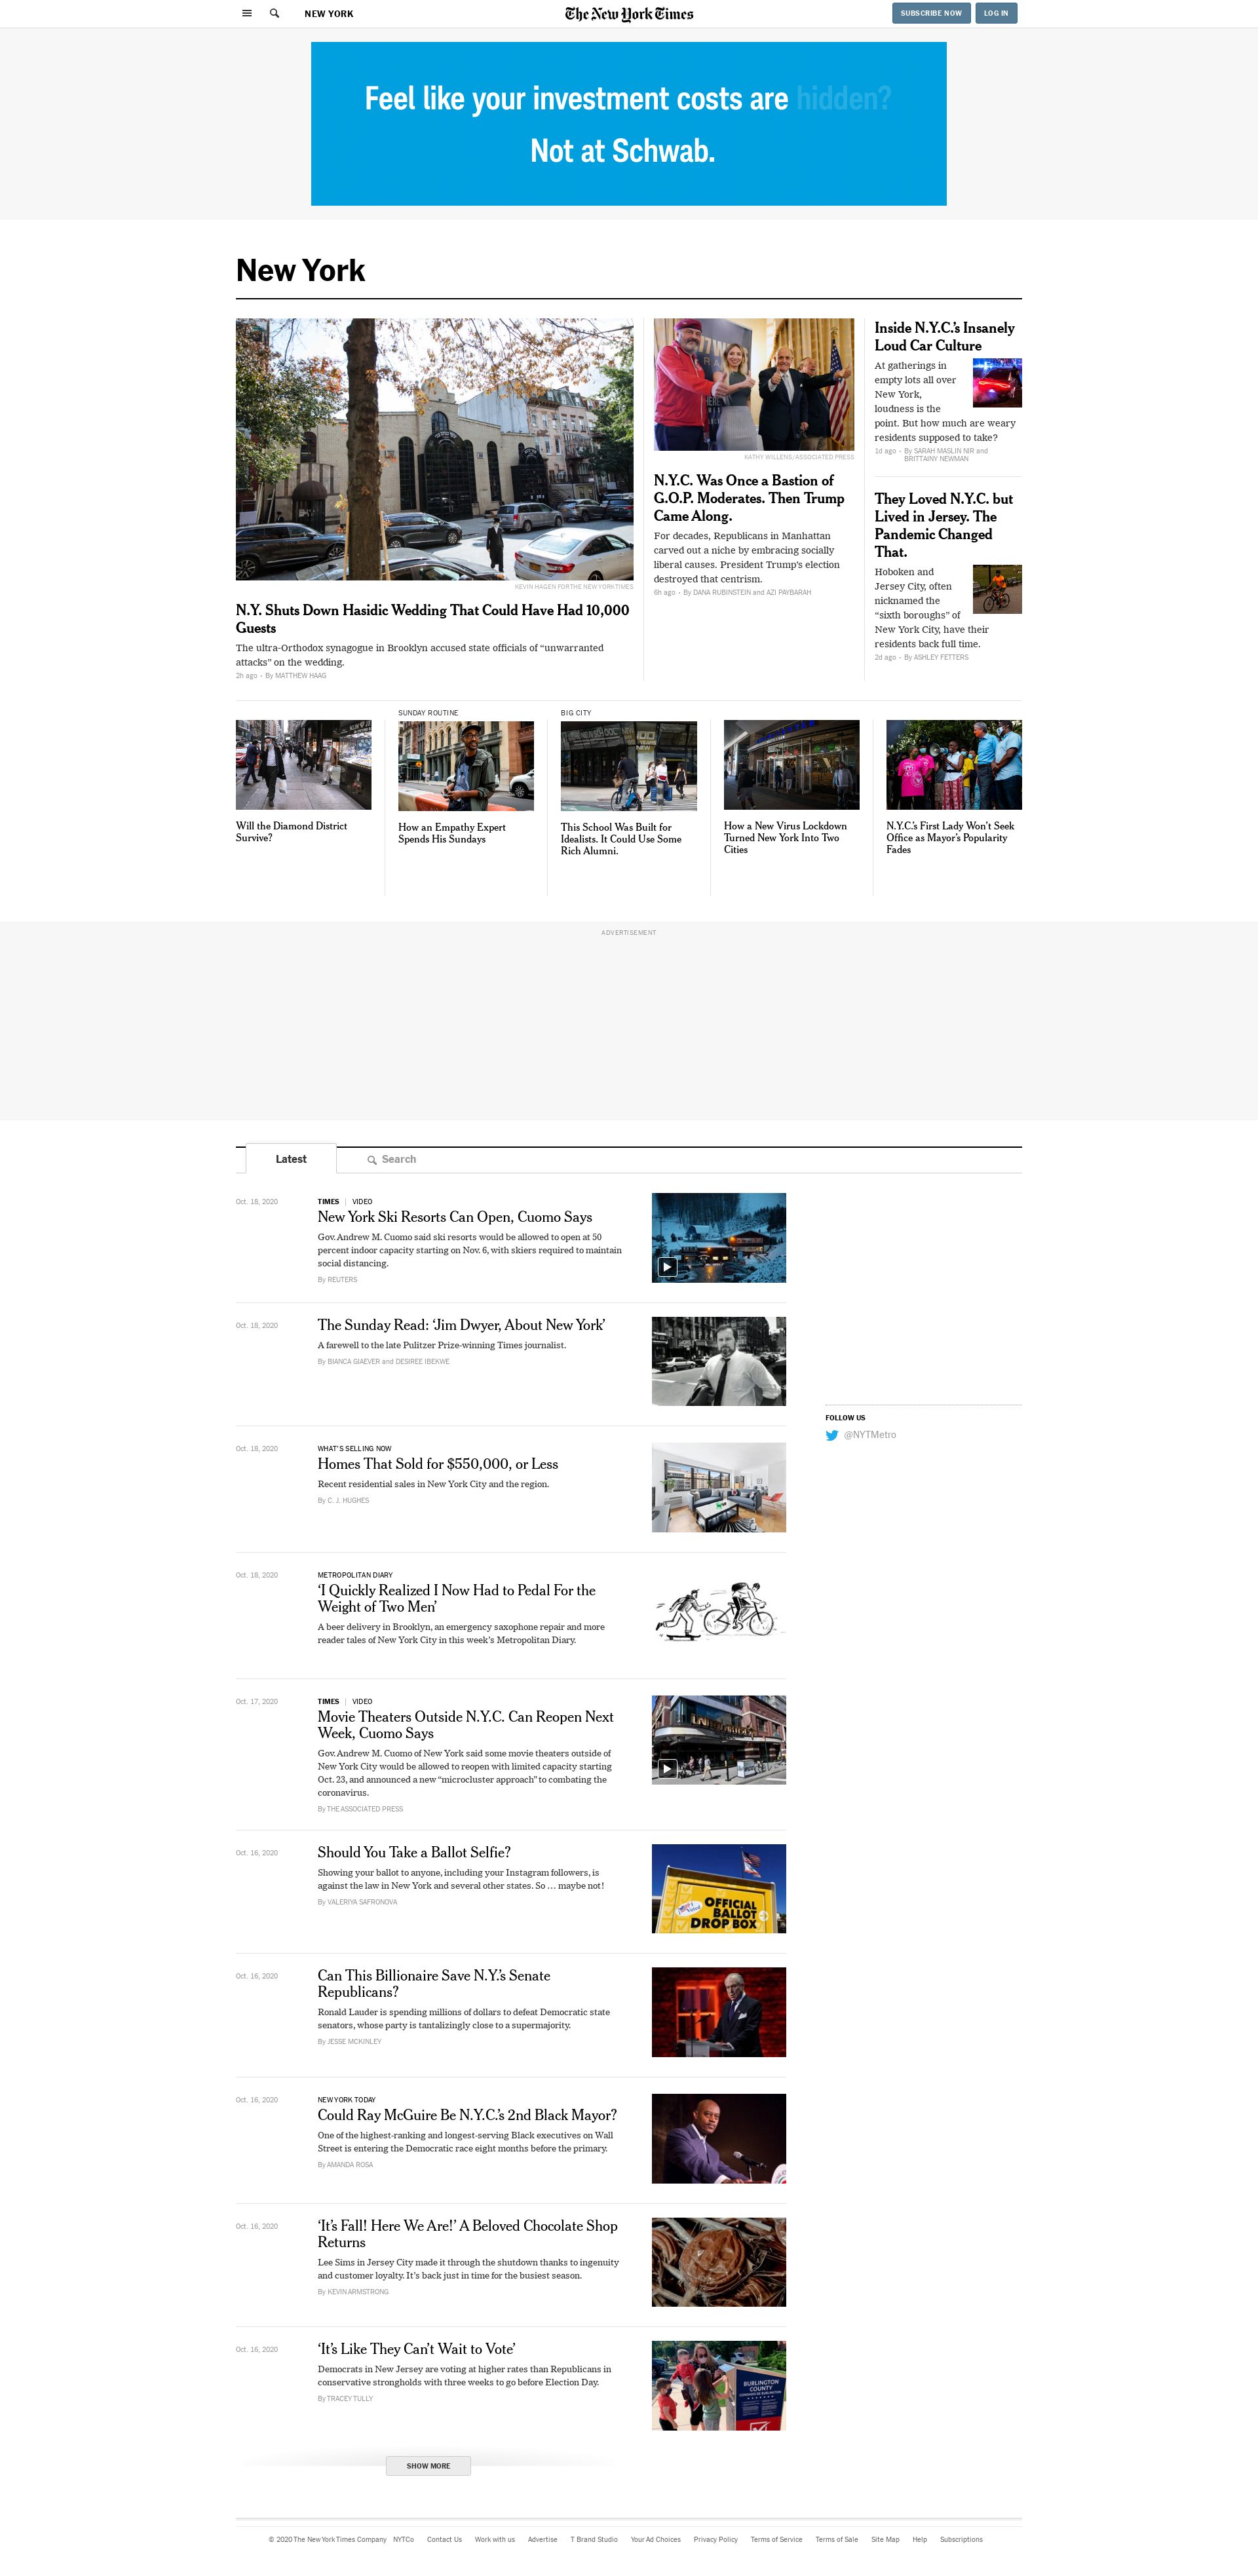 NEW YORK
The New York Times
SUBSCRIBE NOW
LOG IN
Feel like your investment costs are hidden?
Not at Schwab.
New York
KEVIN HAGEN FOR THE NEW YORK TIMES
N.Y. Shuts Down Hasidic Wedding That Could Have Had 10,000
Guests
The ultra-Orthodox synagogue in Brooklyn accused state officials of “unwarranted
attacks” on the wedding.
2h ago • By MATTHEW HAAG
KATHY WILLENS/ASSOCIATED PRESS
N.Y.C. Was Once a Bastion of
G.O.P. Moderates. Then Trump
Came Along.
For decades, Republicans in Manhattan
carved out a niche by embracing socially
liberal causes. President Trump’s election
destroyed that centrism.
6h ago • By DANA RUBINSTEIN and AZI PAYBARAH
Inside N.Y.C.’s Insanely
Loud Car Culture
At gatherings in
empty lots all over
New York,
loudness is the
point. But how much are weary
residents supposed to take?
1d ago • By SARAH MASLIN NIR and
BRITTAINY NEWMAN
They Loved N.Y.C. but
Lived in Jersey. The
Pandemic Changed
That.
Hoboken and
Jersey City, often
nicknamed the
“sixth boroughs” of
New York City, have their
residents back full time.
2d ago • By ASHLEY FETTERS
Will the Diamond District
Survive?
SUNDAY ROUTINE
How an Empathy Expert
Spends His Sundays
BIG CITY
This School Was Built for
Idealists. It Could Use Some
Rich Alumni.
How a New Virus Lockdown
Turned New York Into Two
Cities
N.Y.C.’s First Lady Won’t Seek
Office as Mayor’s Popularity
Fades
ADVERTISEMENT
Latest
Search
Oct. 18, 2020
TIMES | VIDEO
New York Ski Resorts Can Open, Cuomo Says
Gov. Andrew M. Cuomo said ski resorts would be allowed to open at 50
percent indoor capacity starting on Nov. 6, with skiers required to maintain
social distancing.
By REUTERS
Oct. 18, 2020
The Sunday Read: ‘Jim Dwyer, About New York’
A farewell to the late Pulitzer Prize-winning Times journalist.
By BIANCA GIAEVER and DESIREE IBEKWE
FOLLOW US
@NYTMetro
Oct. 18, 2020
WHAT’S SELLING NOW
Homes That Sold for $550,000, or Less
Recent residential sales in New York City and the region.
By C. J. HUGHES
Oct. 18, 2020
METROPOLITAN DIARY
‘I Quickly Realized I Now Had to Pedal For the
Weight of Two Men’
A beer delivery in Brooklyn, an emergency saxophone repair and more
reader tales of New York City in this week’s Metropolitan Diary.
Oct. 17, 2020
TIMES | VIDEO
Movie Theaters Outside N.Y.C. Can Reopen Next
Week, Cuomo Says
Gov. Andrew M. Cuomo of New York said some movie theaters outside of
New York City would be allowed to reopen with limited capacity starting
Oct. 23, and announced a new “microcluster approach” to combating the
coronavirus.
By THE ASSOCIATED PRESS
Oct. 16, 2020
Should You Take a Ballot Selfie?
Showing your ballot to anyone, including your Instagram followers, is
against the law in New York and several other states. So … maybe not!
By VALERIYA SAFRONOVA
OFFICIAL
BALLOT
DROP BOX
Oct. 16, 2020
Can This Billionaire Save N.Y.’s Senate
Republicans?
Ronald Lauder is spending millions of dollars to defeat Democratic state
senators, whose party is tantalizingly close to a supermajority.
By JESSE MCKINLEY
Oct. 16, 2020
NEW YORK TODAY
Could Ray McGuire Be N.Y.C.’s 2nd Black Mayor?
One of the highest-ranking and longest-serving Black executives on Wall
Street is entering the Democratic race eight months before the primary.
By AMANDA ROSA
Oct. 16, 2020
‘It’s Fall! Here We Are!’ A Beloved Chocolate Shop
Returns
Lee Sims in Jersey City made it through the shutdown thanks to ingenuity
and customer loyalty. It’s back just in time for the busiest season.
By KEVIN ARMSTRONG
Oct. 16, 2020
‘It’s Like They Can’t Wait to Vote’
Democrats in New Jersey are voting at higher rates than Republicans in
conservative strongholds with three weeks to go before Election Day.
By TRACEY TULLY
BURLINGTON
COUNTY
SHOW MORE
© 2020 The New York Times Company NYTCo Contact Us Work with us Advertise T Brand Studio Your Ad Choices Privacy Policy Terms of Service Terms of Sale Site Map Help Subscriptions